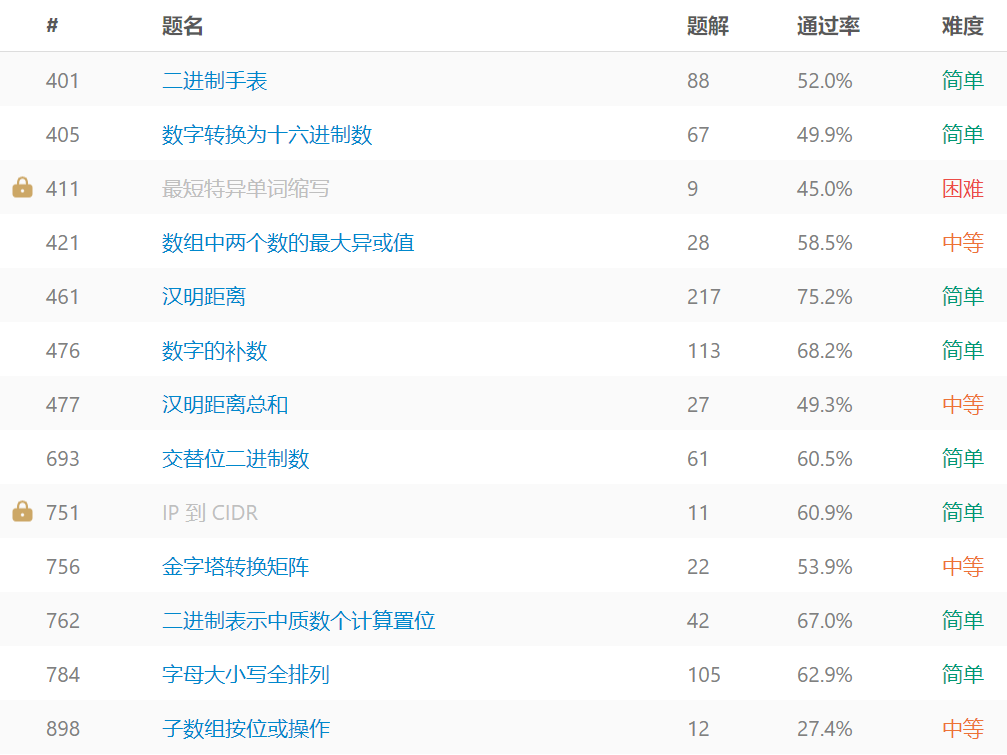 # 题名 题解 通过率 难度
401 二进制手表 88 52.0% 简单
405 数字转换为十六进制数 67 49.9% 简单
411 最短特异单词缩写 9 45.0% 困难
421 数组中两个数的最大异或值 28 58.5% 中等
461 汉明距离 217 75.2% 简单
476 数字的补数 113 68.2% 简单
477 汉明距离总和 27 49.3% 中等
693 交替位二进制数 61 60.5% 简单
751 IP 到 CIDR 11 60.9% 简单
756 金字塔转换矩阵 22 53.9% 中等
762 二进制表示中质数个计算置位 42 67.0% 简单
784 字母大小写全排列 105 62.9% 简单
898 子数组按位或操作 12 27.4% 中等